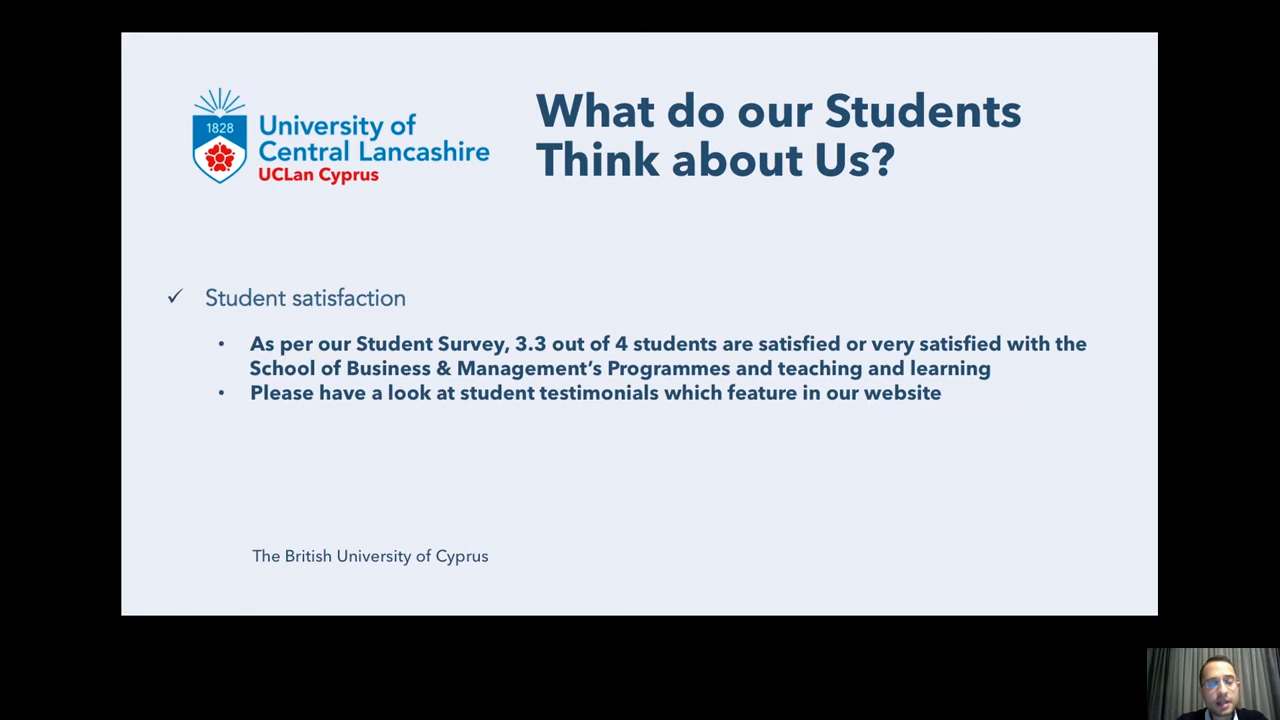 1828
University of
Central Lancashire
UCLan Cyprus
What do our Students
Think about Us?
✓ Student satisfaction
• As per our Student Survey, 3.3 out of 4 students are satisfied or very satisfied with the
School of Business & Management’s Programmes and teaching and learning
• Please have a look at student testimonials which feature in our website
The British University of Cyprus